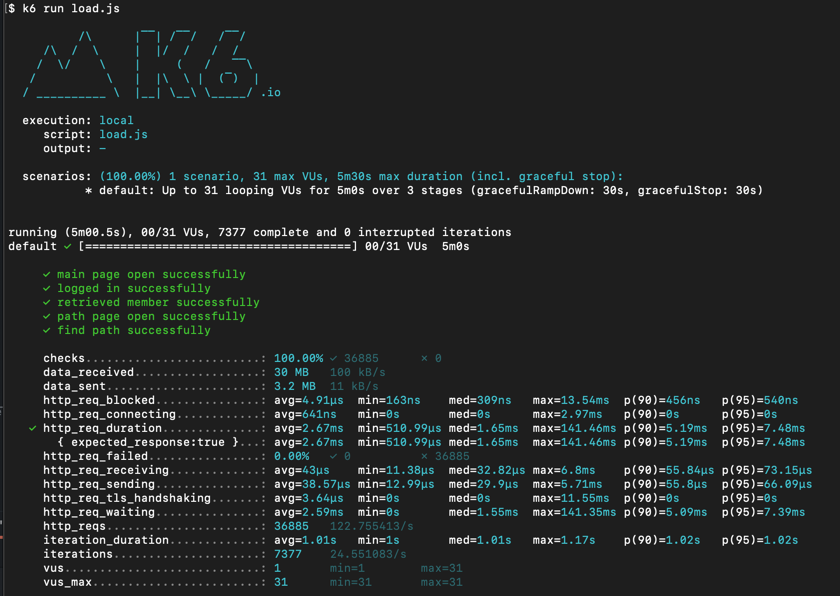 $ k6 run load.js
/\ |‾‾| /‾‾/ /‾‾/
/\ / \ | |/ / / /
/ \/ \ | ( / ‾‾\
/ \ | |\ \ | (‾) |
/ __________ \ |__| \__\ \_____/ .io
execution: local
script: load.js
output: -
scenarios: (100.00%) 1 scenario, 31 max VUs, 5m30s max duration (incl. graceful stop):
* default: Up to 31 looping VUs for 5m0s over 3 stages (gracefulRampDown: 30s, gracefulStop: 30s)
running (5m00.5s), 00/31 VUs, 7377 complete and 0 interrupted iterations
default ✓ [======================================] 00/31 VUs 5m0s
✓ main page open successfully
✓ logged in successfully
✓ retrieved member successfully
✓ path page open successfully
✓ find path successfully
checks.........................: 100.00% ✓ 36885 ✗ 0
data_received..................: 30 MB 100 kB/s
data_sent......................: 3.2 MB 11 kB/s
http_req_blocked...............: avg=4.91µs min=163ns med=309ns max=13.54ms p(90)=456ns p(95)=540ns
http_req_connecting............: avg=641ns min=0s med=0s max=2.97ms p(90)=0s p(95)=0s
✓ http_req_duration..............: avg=2.67ms min=510.99µs med=1.65ms max=141.46ms p(90)=5.19ms p(95)=7.48ms
{ expected_response:true }...: avg=2.67ms min=510.99µs med=1.65ms max=141.46ms p(90)=5.19ms p(95)=7.48ms
http_req_failed................: 0.00% ✓ 0 ✗ 36885
http_req_receiving.............: avg=43µs min=11.38µs med=32.82µs max=6.8ms p(90)=55.84µs p(95)=73.15µs
http_req_sending...............: avg=38.57µs min=12.99µs med=29.9µs max=5.71ms p(90)=55.8µs p(95)=66.09µs
http_req_tls_handshaking.......: avg=3.64µs min=0s med=0s max=11.55ms p(90)=0s p(95)=0s
http_req_waiting...............: avg=2.59ms min=0s med=1.55ms max=141.35ms p(90)=5.09ms p(95)=7.39ms
http_reqs......................: 36885 122.755413/s
iteration_duration.............: avg=1.01s min=1s med=1.01s max=1.17s p(90)=1.02s p(95)=1.02s
iterations.....................: 7377 24.551083/s
vus............................: 1 min=1 max=31
vus_max........................: 31 min=31 max=31